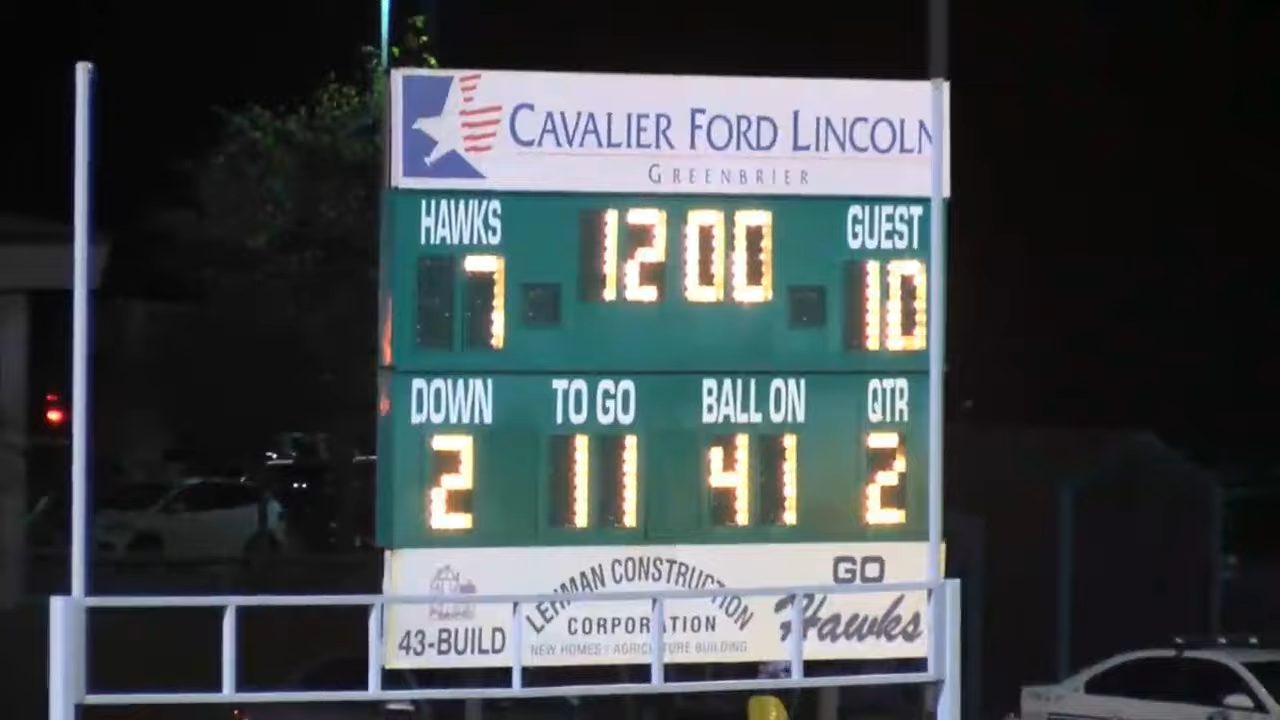 CAVALIER FORD LINCOLN
GREENBRIER
HAWKS 12 00 GUEST
7 10
DOWN TO GO BALL ON QTR
2 11 41 2
LEHMAN CONSTRUCTION
CORPORATION
NEW HOMES / AGRICULTURE BUILDING
43-BUILD
GO
Hawks